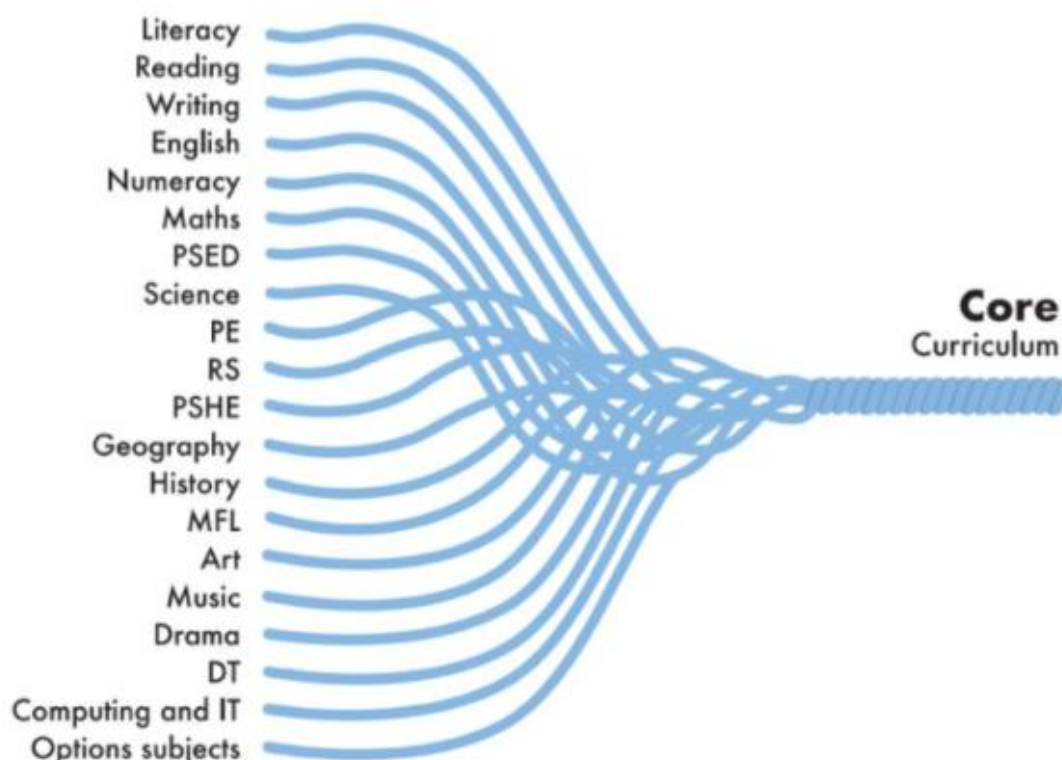 Literacy
Reading
Writing
English
Numeracy
Maths
PSED
Science
PE
RS
PSHE
Geography
History
MFL
Art
Music
Drama
DT
Computing and IT
Options subjects
Core
Curriculum